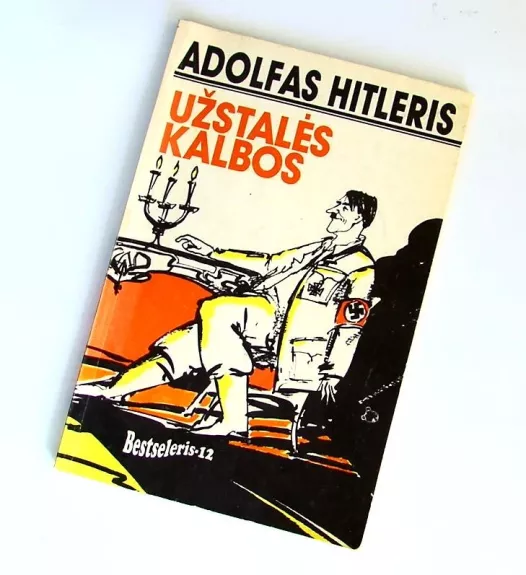 ADOLFAS HITLERIS
UŽSTALĖS
KALBOS
Bestseleris-12